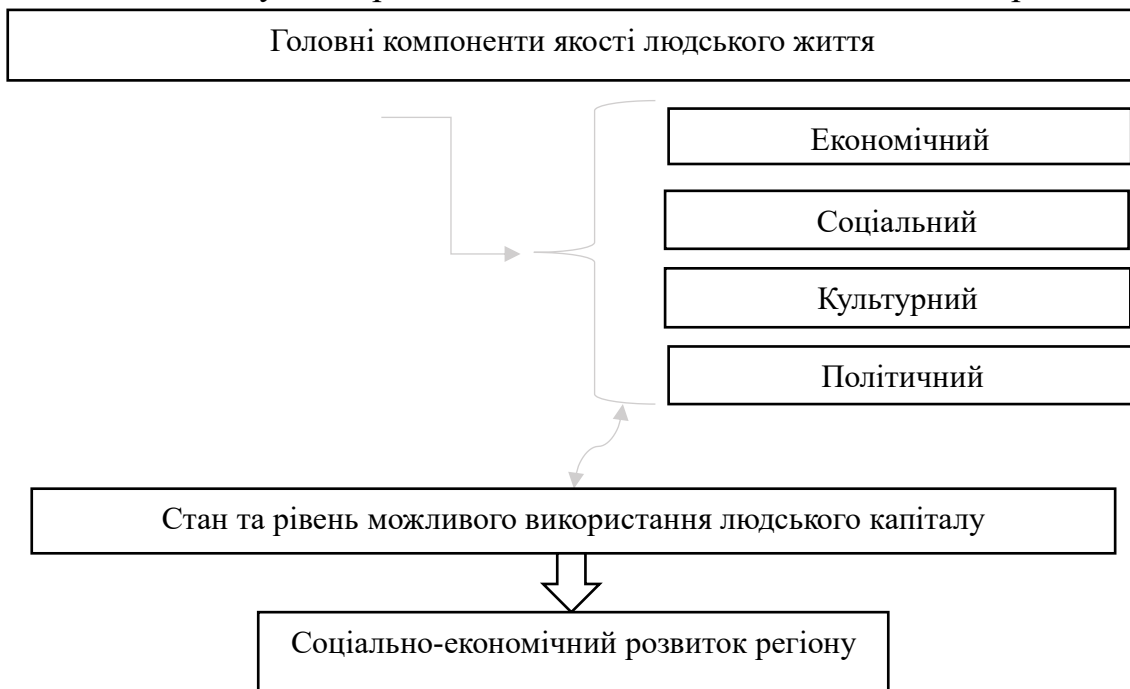 Головні компоненти якості людського життя
Економічний
Соціальний
Культурний
Політичний
Стан та рівень можливого використання людського капіталу
Соціально-економічний розвиток регіону